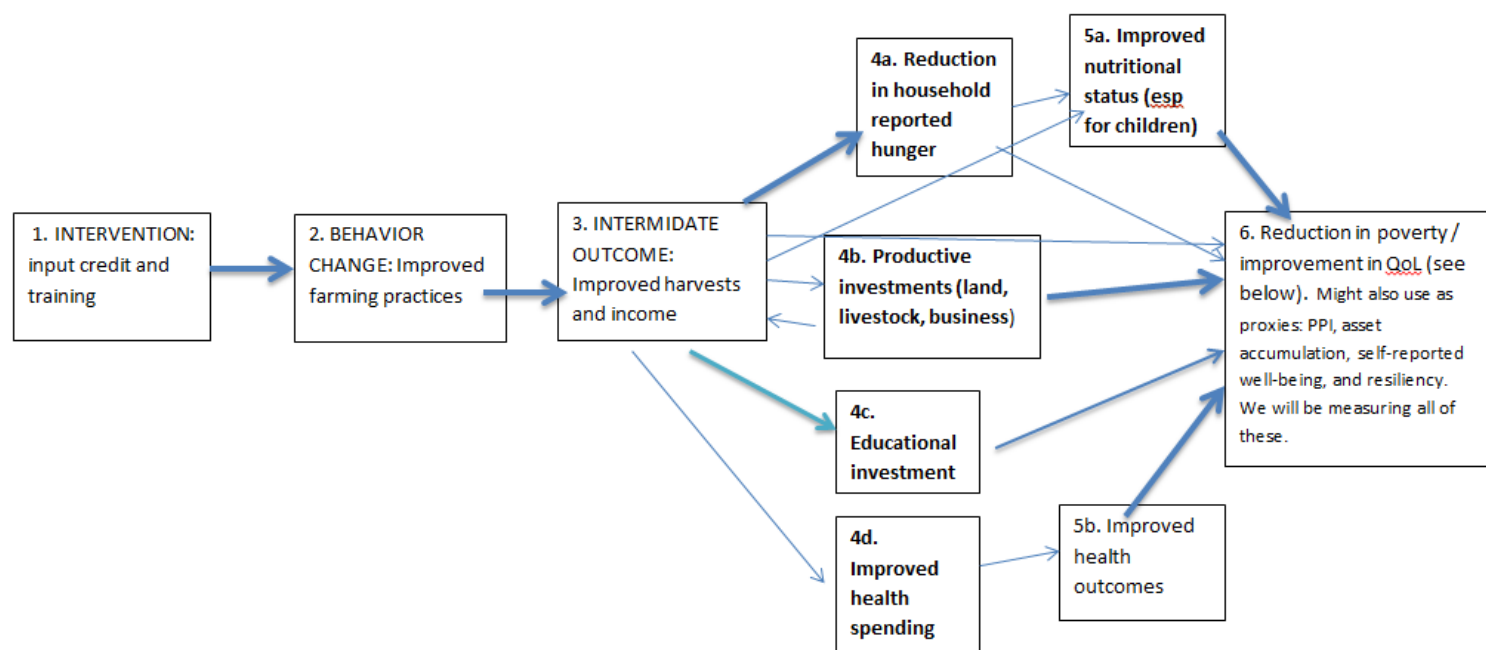 1. INTERVENTION:
input credit and
training
2. BEHAVIOR
CHANGE: Improved
farming practices
3. INTERMIDATE
OUTCOME:
Improved harvests
and income
4a. Reduction
in household
reported
hunger
4b. Productive
investments (land,
livestock, business)
4c.
Educational
investment
4d.
Improved
health
spending
5a. Improved
nutritional
status (esp
for children)
5b. Improved
health
outcomes
6. Reduction in poverty /
improvement in QoL (see
below). Might also use as
proxies: PPI, asset
accumulation, self-reported
well-being, and resiliency.
We will be measuring all of
these.